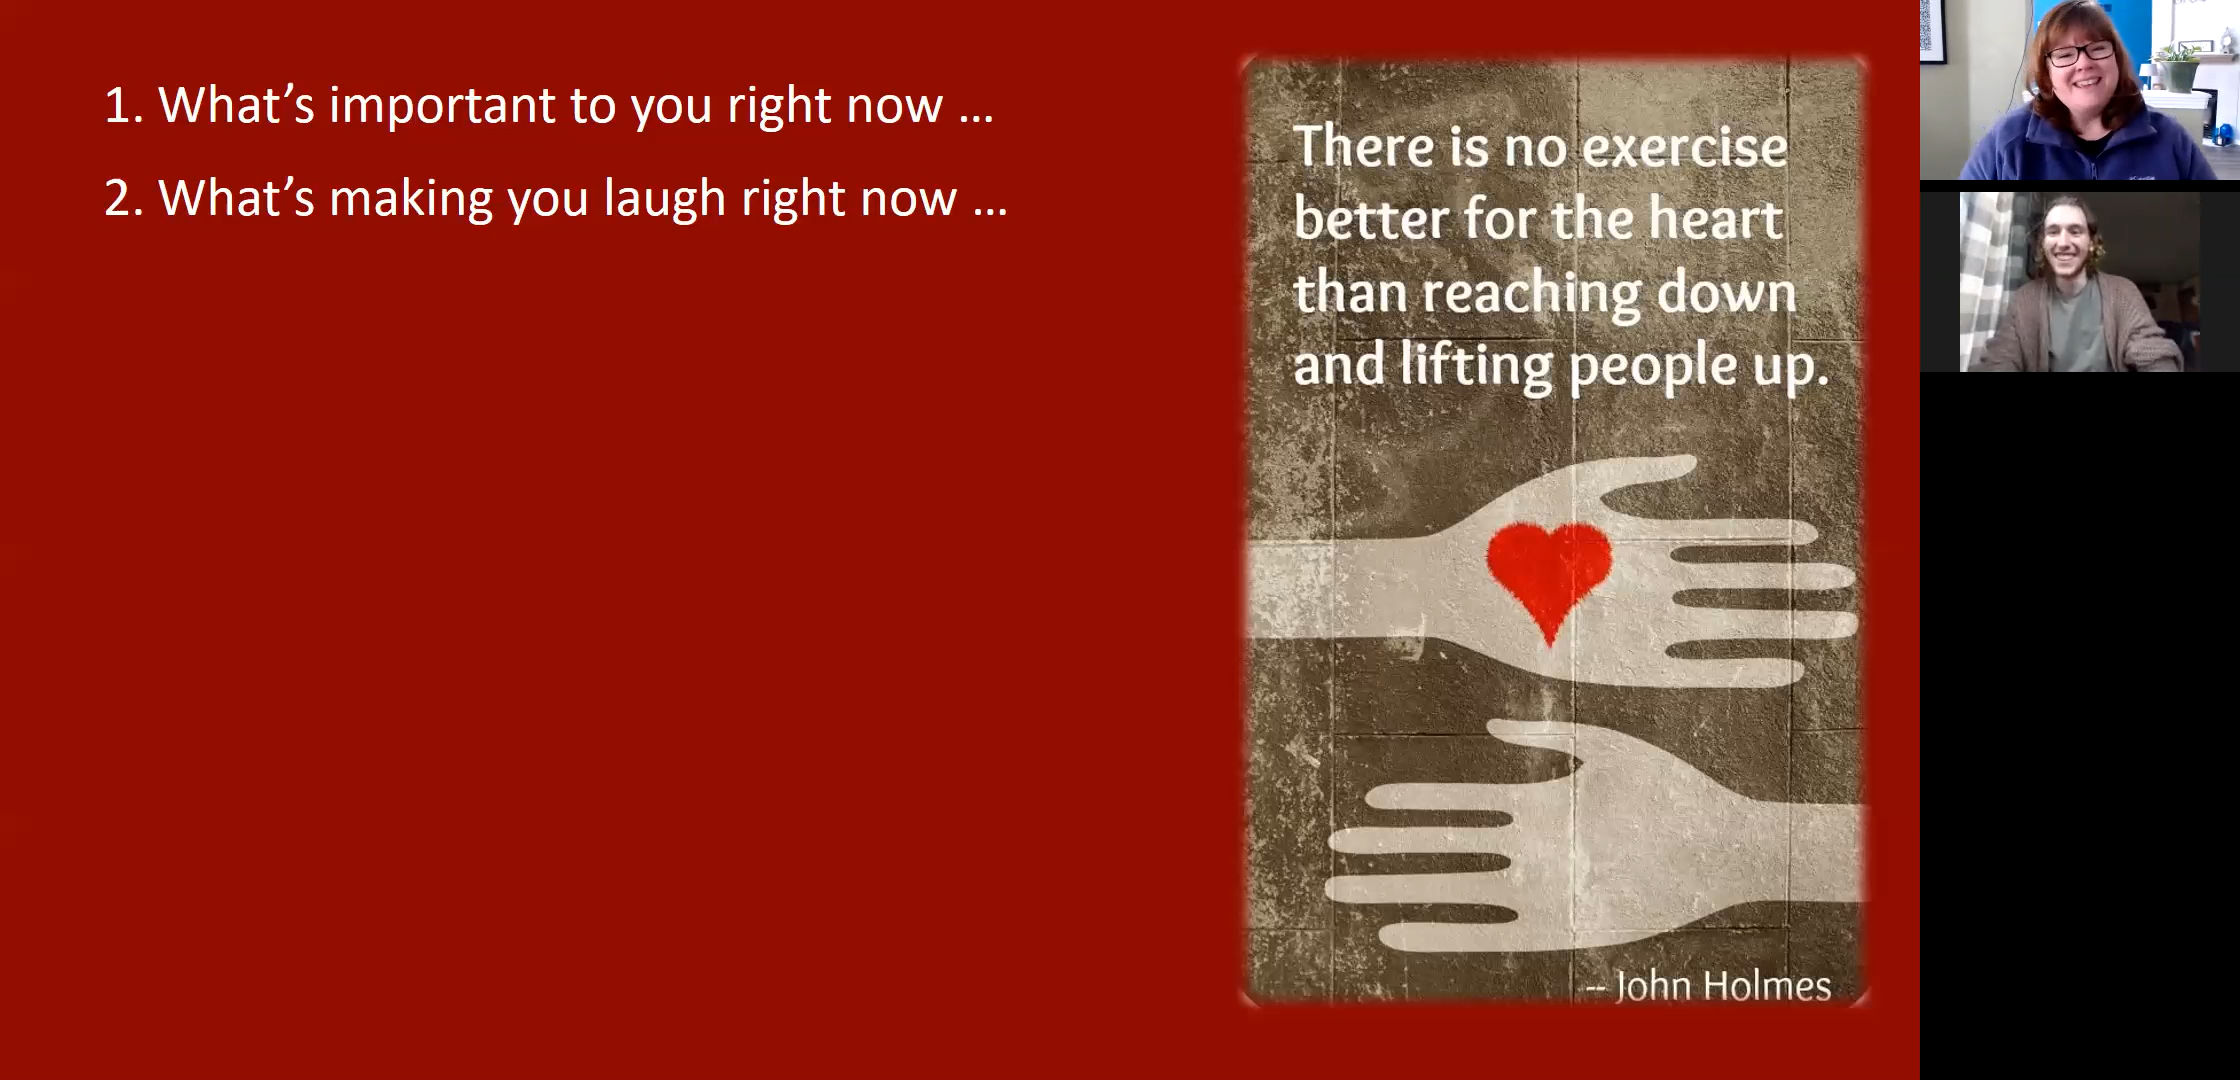 1. What’s important to you right now …
2. What’s making you laugh right now …
There is no exercise
better for the heart
than reaching down
and lifting people up.
-- John Holmes